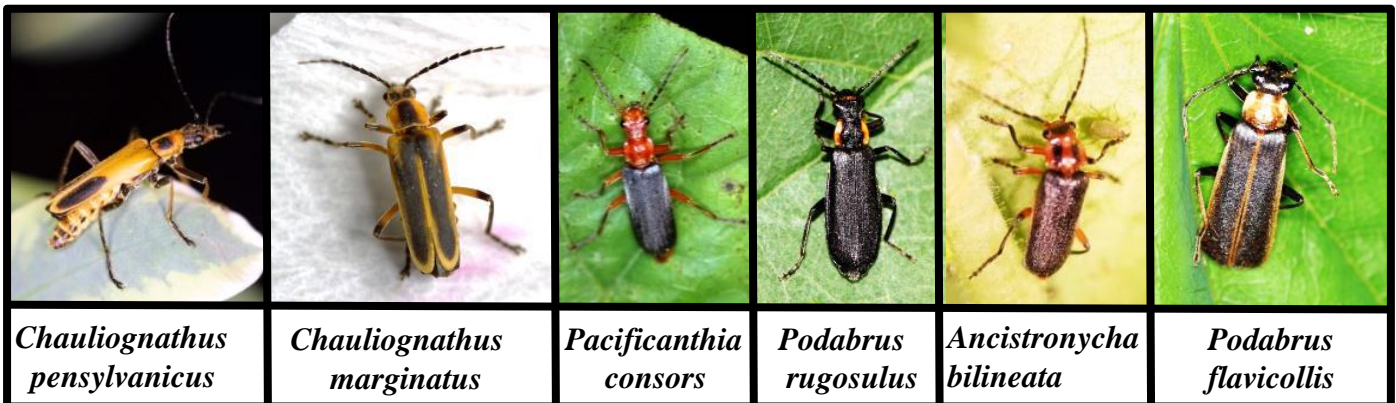 Chauliognathus
pensylvanicus
Chauliognathus
marginatus
Pacificanthia
consors
Podabrus
rugosulus
Ancistronycha
bilineata
Podabrus
flavicollis